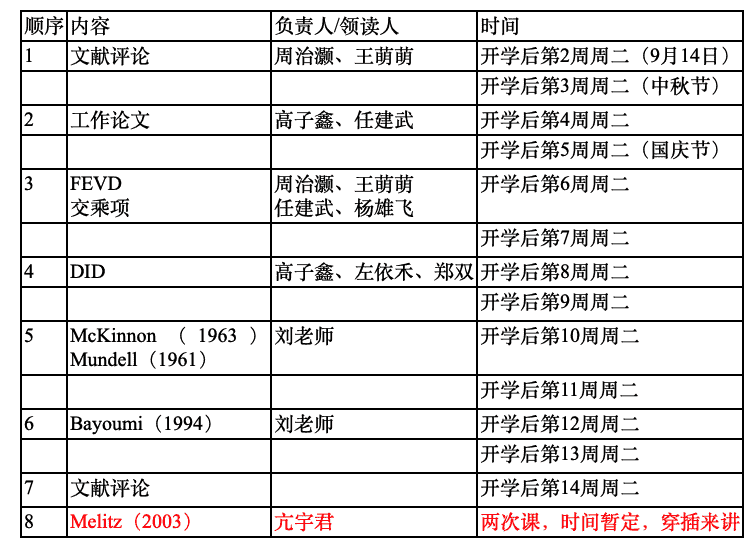 顺序 内容 负责人/领读人 时间
1 文献评论 周治灏、王萌萌 开学后第2周周二（9月14日）
开学后第3周周二（中秋节）
2 工作论文 高子鑫、任建武 开学后第4周周二
开学后第5周周二（国庆节）
3 FEVD 周治灏、王萌萌 开学后第6周周二
交乘项 任建武、杨雄飞
开学后第7周周二
4 DID 高子鑫、左依禾、郑双 开学后第8周周二
开学后第9周周二
5 McKinnon （ 1963 ） 刘老师 开学后第10周周二
Mundell（1961）
开学后第11周周二
6 Bayoumi（1994） 刘老师 开学后第12周周二
开学后第13周周二
7 文献评论 开学后第14周周二
8 Melitz（2003） 亢宇君 两次课，时间暂定，穿插来讲